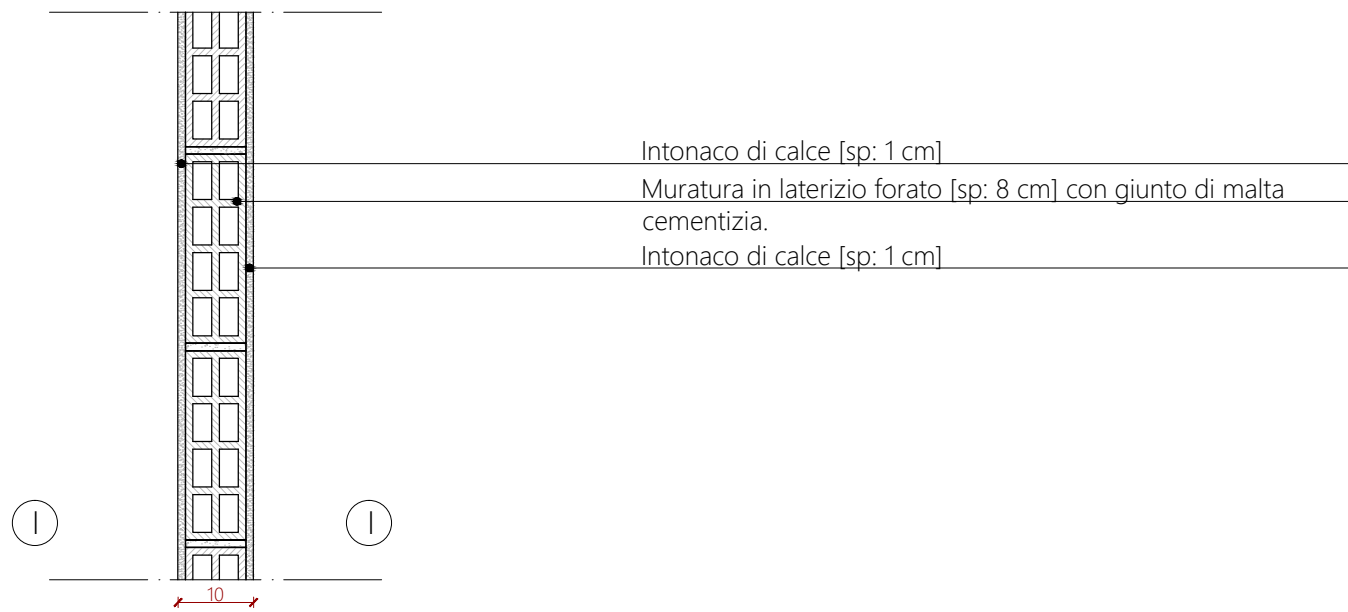 Intonaco di calce [sp: 1 cm]
Muratura in laterizio forato [sp: 8 cm] con giunto di malta
cementizia.
Intonaco di calce [sp: 1 cm]
I
I
10